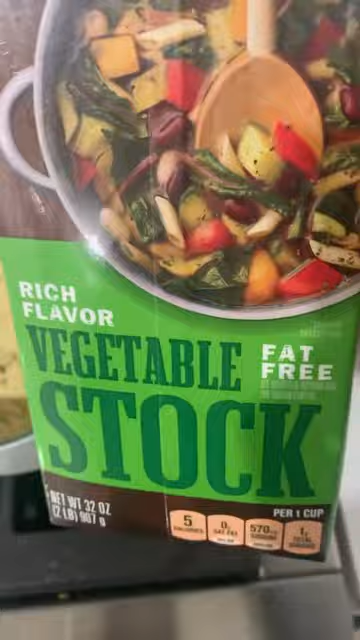 RICH
FLAVOR
VEGETABLE
FAT
FREE
STOCK
NET WT 32 OZ
(2 LB) 907 g
PER 1 CUP
5
CALORIES
0g
SAT FAT
570mg
SODIUM
1g
TOTAL
SUGARS